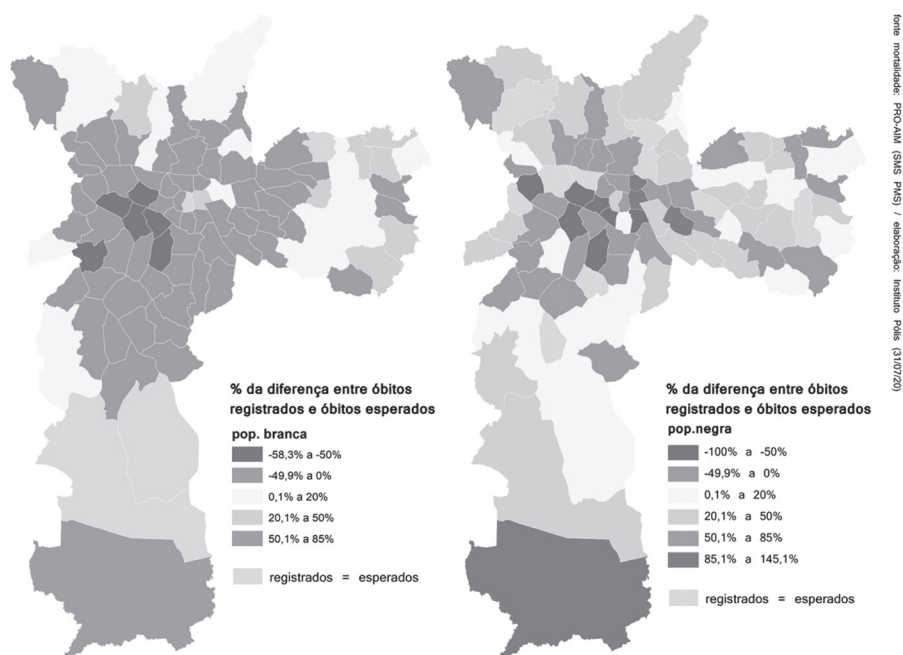 % da diferença entre óbitos
registrados e óbitos esperados
pop. branca
-58,3% a -50%
-49,9% a 0%
0,1% a 20%
20,1% a 50%
50,1% a 85%
registrados = esperados
% da diferença entre óbitos
registrados e óbitos esperados
pop.negra
-100% a -50%
-49,9% a 0%
0,1% a 20%
20,1% a 50%
50,1% a 85%
85,1% a 145,1%
registrados = esperados
fonte mortalidade: PRO-AIM (SMS PMS) / elaboração: Instituto Pólis (31/07/20)